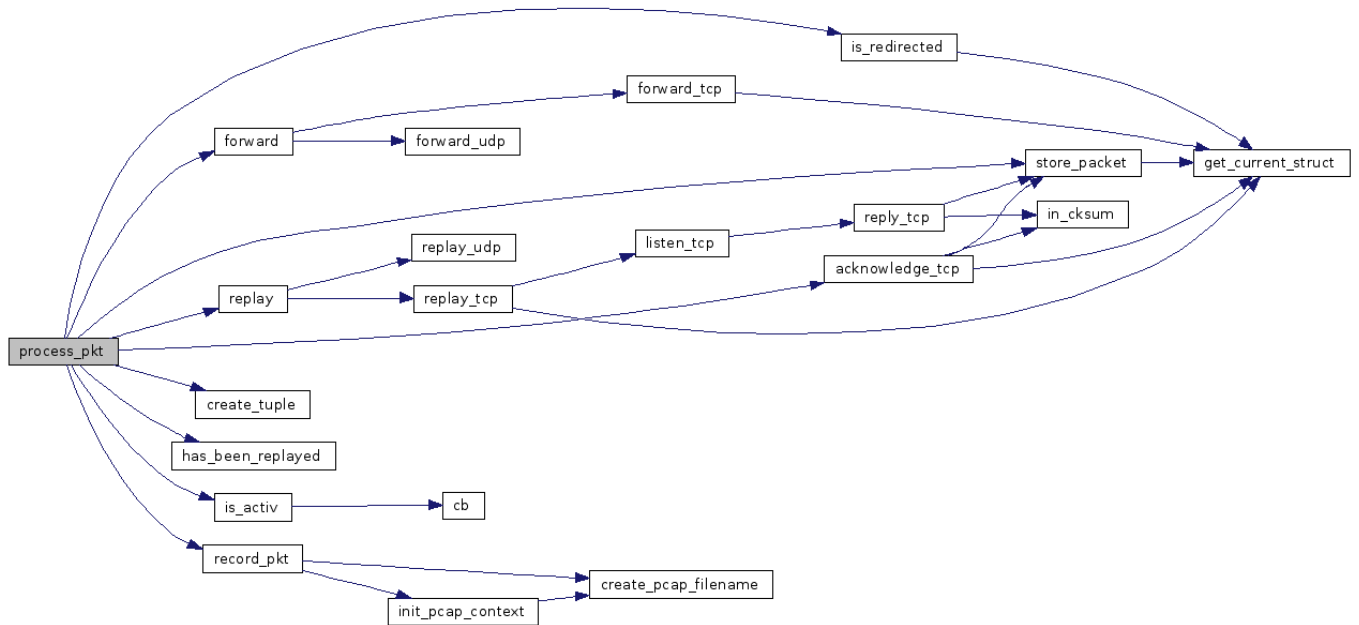 is_redirected
forward_tcp
forward
forward_udp
store_packet
get_current_struct
reply_tcp
in_cksum
listen_tcp
replay_udp
acknowledge_tcp
replay
replay_tcp
process_pkt
create_tuple
has_been_replayed
is_activ
cb
record_pkt
create_pcap_filename
init_pcap_context